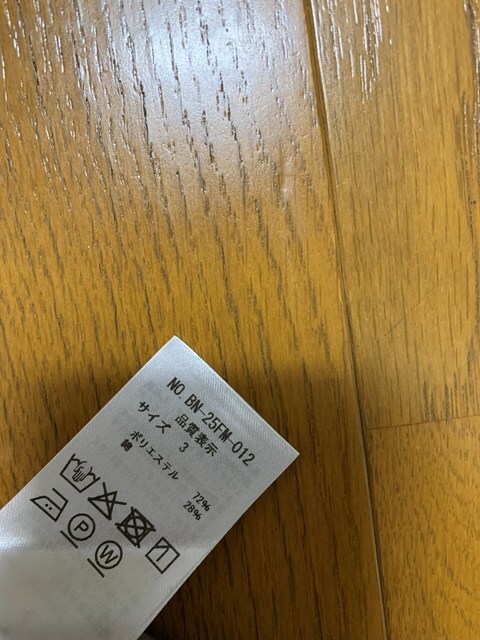 NO.BN-25FM-012
品質表示
サイズ 3
ポリエステル 72%
綿 28%
P W